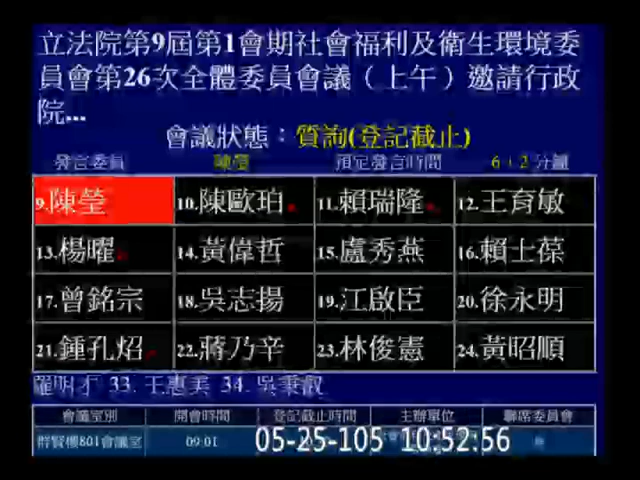 立法院第9屆第1會期社會福利及衛生環境委
員會第26次全體委員會議（上午）邀請行政
院...
會議狀態：質詢(登記截止)
發言委員 陳瑩 預定發言時間 6+2 分鐘
9.陳瑩 10.陳歐珀 11.賴瑞隆 12.王育敏
13.楊曜 14.黃偉哲 15.盧秀燕 16.賴士葆
17.曾銘宗 18.吳志揚 19.江啟臣 20.徐永明
21.鍾孔炤 22.蔣乃辛 23.林俊憲 24.黃昭順
羅明才 33. 王惠美 34. 吳秉叡
會議室別 開會時間 登記截止時間 主辦單位 聯席委員會
群賢樓801會議室 09:01
05-25-105 10:52:56